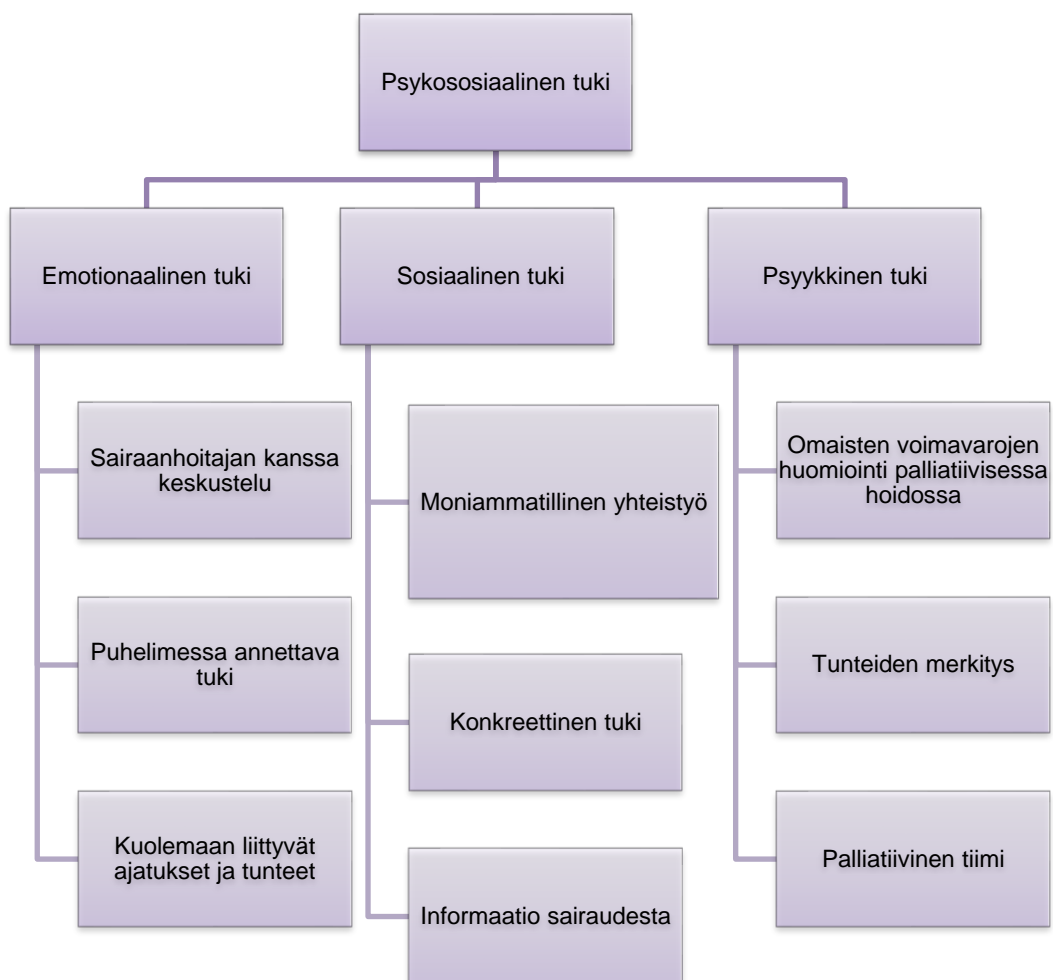 Psykososiaalinen tuki
Emotionaalinen tuki
Sosiaalinen tuki
Psyykkinen tuki
Sairaanhoitajan kanssa
keskustelu
Puhelimessa annettava
tuki
Kuolemaan liittyvät
ajatukset ja tunteet
Moniammatillinen yhteistyö
Konkreettinen tuki
Informaatio sairaudesta
Omaisten voimavarojen
huomiointi palliatiivisessa
hoidossa
Tunteiden merkitys
Palliatiivinen tiimi